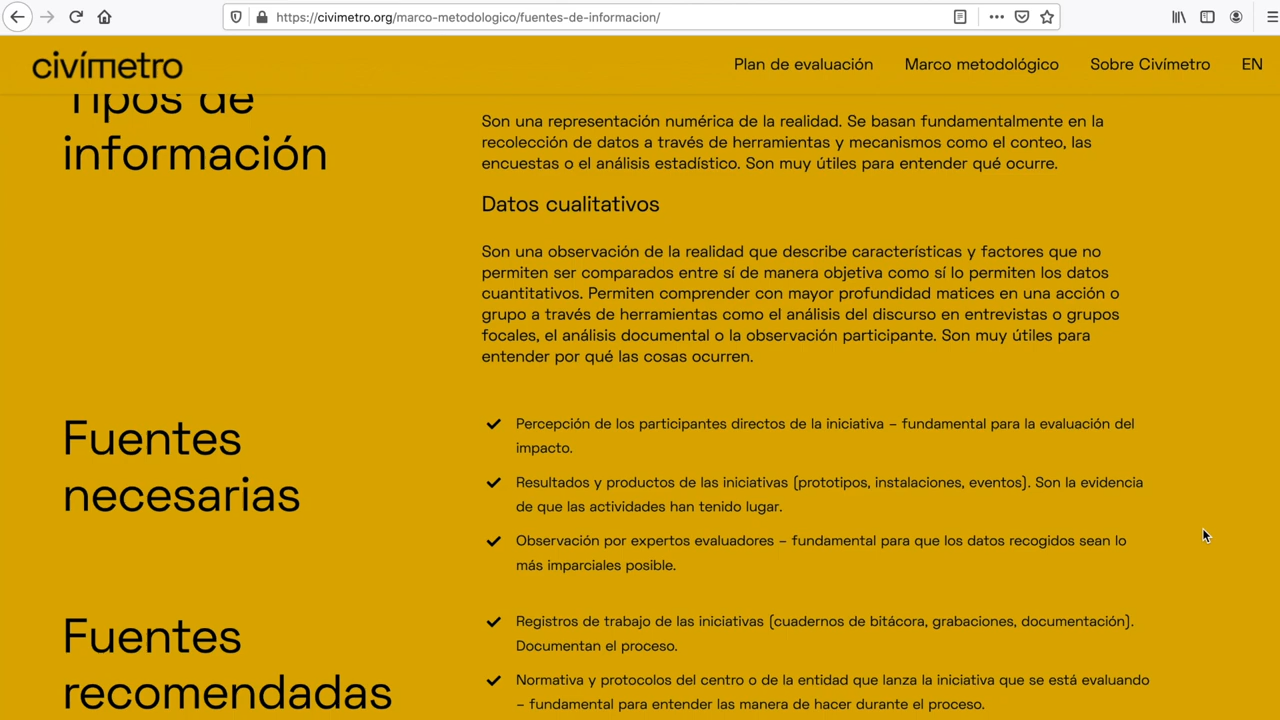 https://civimetro.org/marco-metodologico/fuentes-de-informacion/
civímetro
Plan de evaluación
Marco metodológico
Sobre Civímetro
EN
Tipos de
información
Son una representación numérica de la realidad. Se basan fundamentalmente en la
recolección de datos a través de herramientas y mecanismos como el conteo, las
encuestas o el análisis estadístico. Son muy útiles para entender qué ocurre.
Datos cualitativos
Son una observación de la realidad que describe características y factores que no
permiten ser comparados entre sí de manera objetiva como sí lo permiten los datos
cuantitativos. Permiten comprender con mayor profundidad matices en una acción o
grupo a través de herramientas como el análisis del discurso en entrevistas o grupos
focales, el análisis documental o la observación participante. Son muy útiles para
entender por qué las cosas ocurren.
Fuentes
necesarias
Percepción de los participantes directos de la iniciativa – fundamental para la evaluación del
impacto.
Resultados y productos de las iniciativas (prototipos, instalaciones, eventos). Son la evidencia
de que las actividades han tenido lugar.
Observación por expertos evaluadores – fundamental para que los datos recogidos sean lo
más imparciales posible.
Fuentes
recomendadas
Registros de trabajo de las iniciativas (cuadernos de bitácora, grabaciones, documentación).
Documentan el proceso.
Normativa y protocolos del centro o de la entidad que lanza la iniciativa que se está evaluando
– fundamental para entender las manera de hacer durante el proceso.